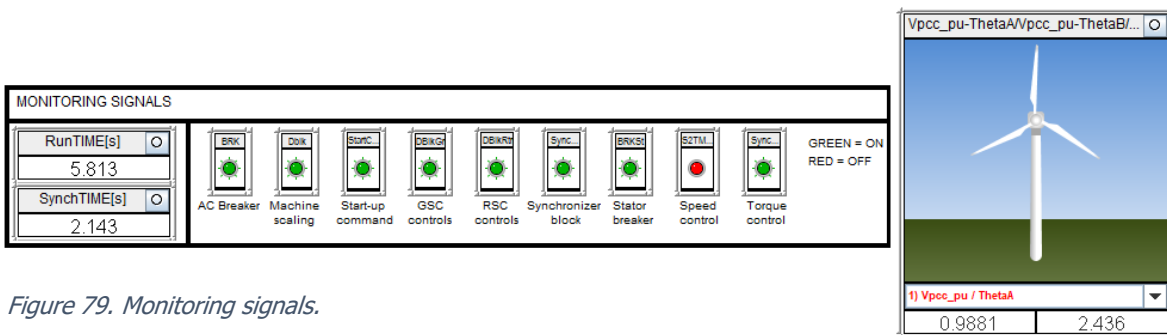 Vpcc_pu-ThetaA/Vpcc_pu-ThetaB/...
MONITORING SIGNALS
RunTIME[s]
5.813
SynchTIME[s]
2.143
BRK
AC Breaker
Dblk
Machine
scaling
StartC...
Start-up
command
DBlkGr
GSC
controls
DBlkRtr
RSC
controls
Sync...
Synchronizer
block
BRKSt
Stator
breaker
S2TM...
Speed
control
Sync...
Torque
control
GREEN = ON
RED = OFF
1) Vpcc_pu / ThetaA
0.9881 2.436
Figure 79. Monitoring signals.